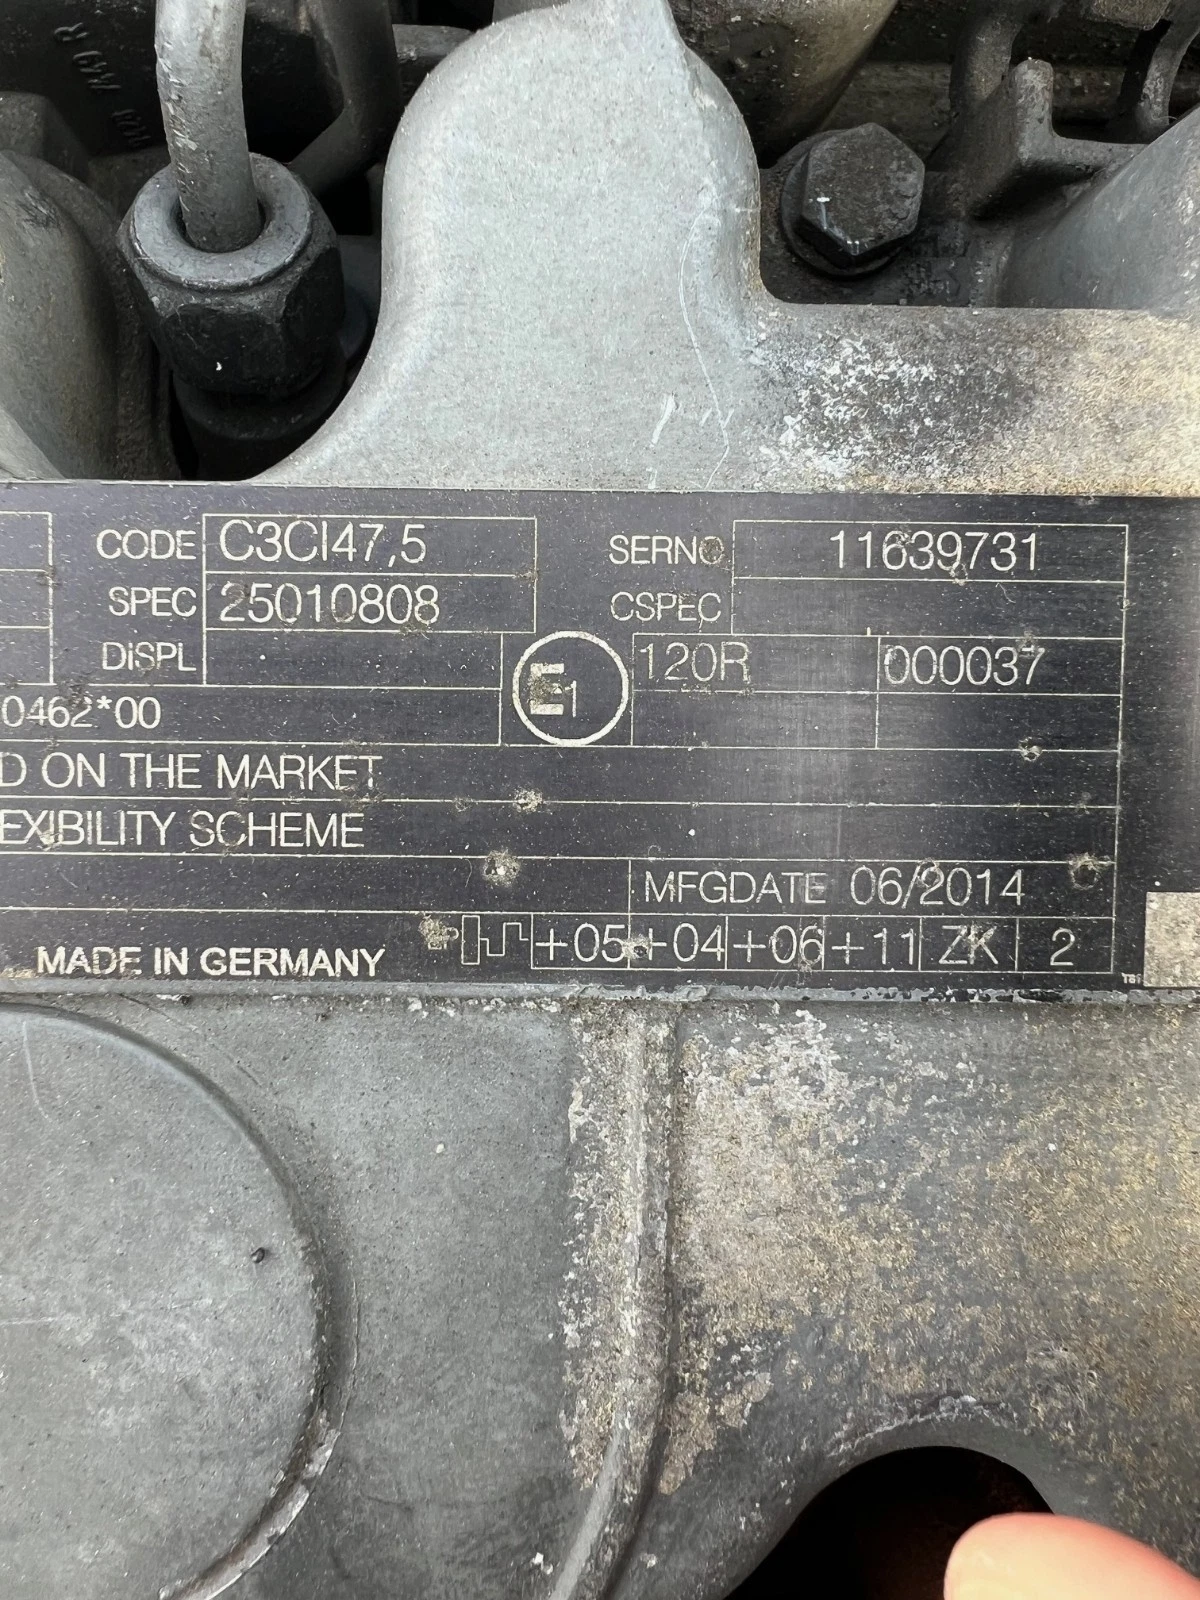 CODE C3CI47,5 SERNO 11639731
SPEC 25010808 CSPEC
DISPL E1 120R 000037
0462*00
D ON THE MARKET
EXIBILITY SCHEME
MFGDATE 06/2014
MADE IN GERMANY +05 +04 +06 +11 ZK 2